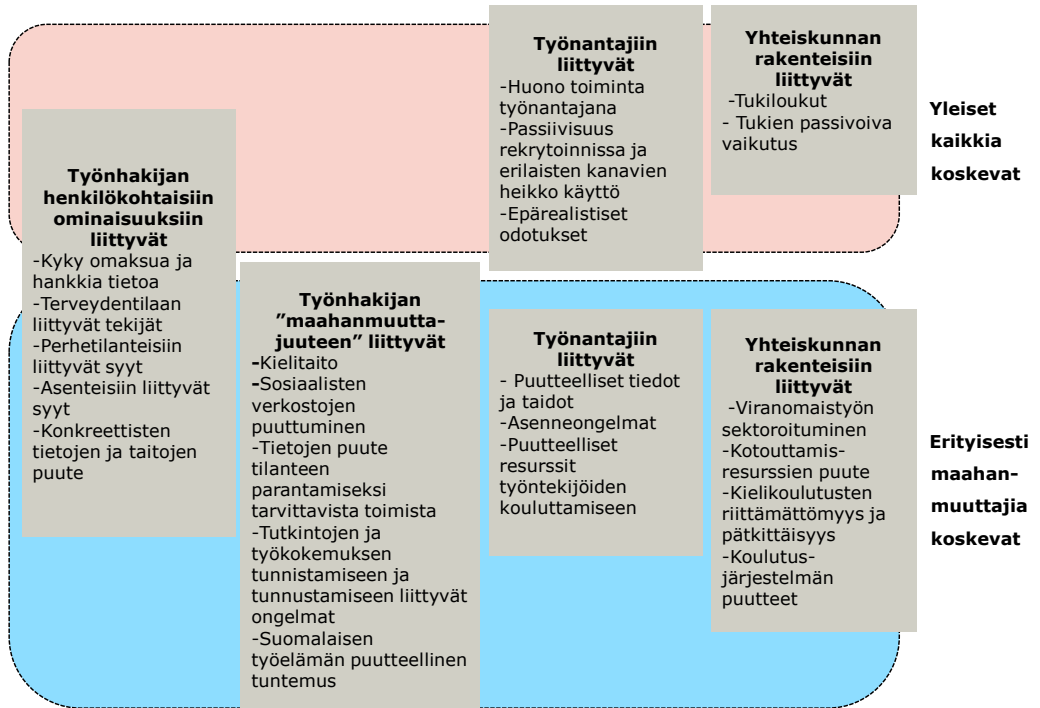 Työnhakijan
henkilökohtaisiin
ominaisuuksiin
liittyvät
-Kyky omaksua ja
hankkia tietoa
-Terveydentilaan
liittyvät tekijät
-Perhetilanteisiin
liittyvät syyt
-Asenteisiin liittyvät
syyt
-Konkreettisten
tietojen ja taitojen
puute
Työnantajiin
liittyvät
-Huono toiminta
työnantajana
-Passiivisuus
rekrytoinnissa ja
erilaisten kanavien
heikko käyttö
-Epärealistiset
odotukset
Yhteiskunnan
rakenteisiin
liittyvät
-Tukiloukut
- Tukien passivoiva
vaikutus
Yleiset
kaikkia
koskevat
Työnhakijan
”maahanmuutta-
juuteen” liittyvät
-Kielitaito
-Sosiaalisten
verkostojen
puuttuminen
-Tietojen puute
tilanteen
parantamiseksi
tarvittavista toimista
-Tutkintojen ja
työkokemuksen
tunnistamiseen ja
tunnustamiseen liittyvät
ongelmat
-Suomalaisen
työelämän puutteellinen
tuntemus
Työnantajiin
liittyvät
- Puutteelliset tiedot
ja taidot
-Asenneongelmat
-Puutteelliset
resurssit
työntekijöiden
kouluttamiseen
Yhteiskunnan
rakenteisiin
liittyvät
-Viranomaistyön
sektoroituminen
-Kotouttamis-
resurssien puute
-Kielikoulutusten
riittämättömyys ja
pätkittäisyys
-Koulutus-
järjestelmän
puutteet
Erityisesti
maahan-
muuttajia
koskevat